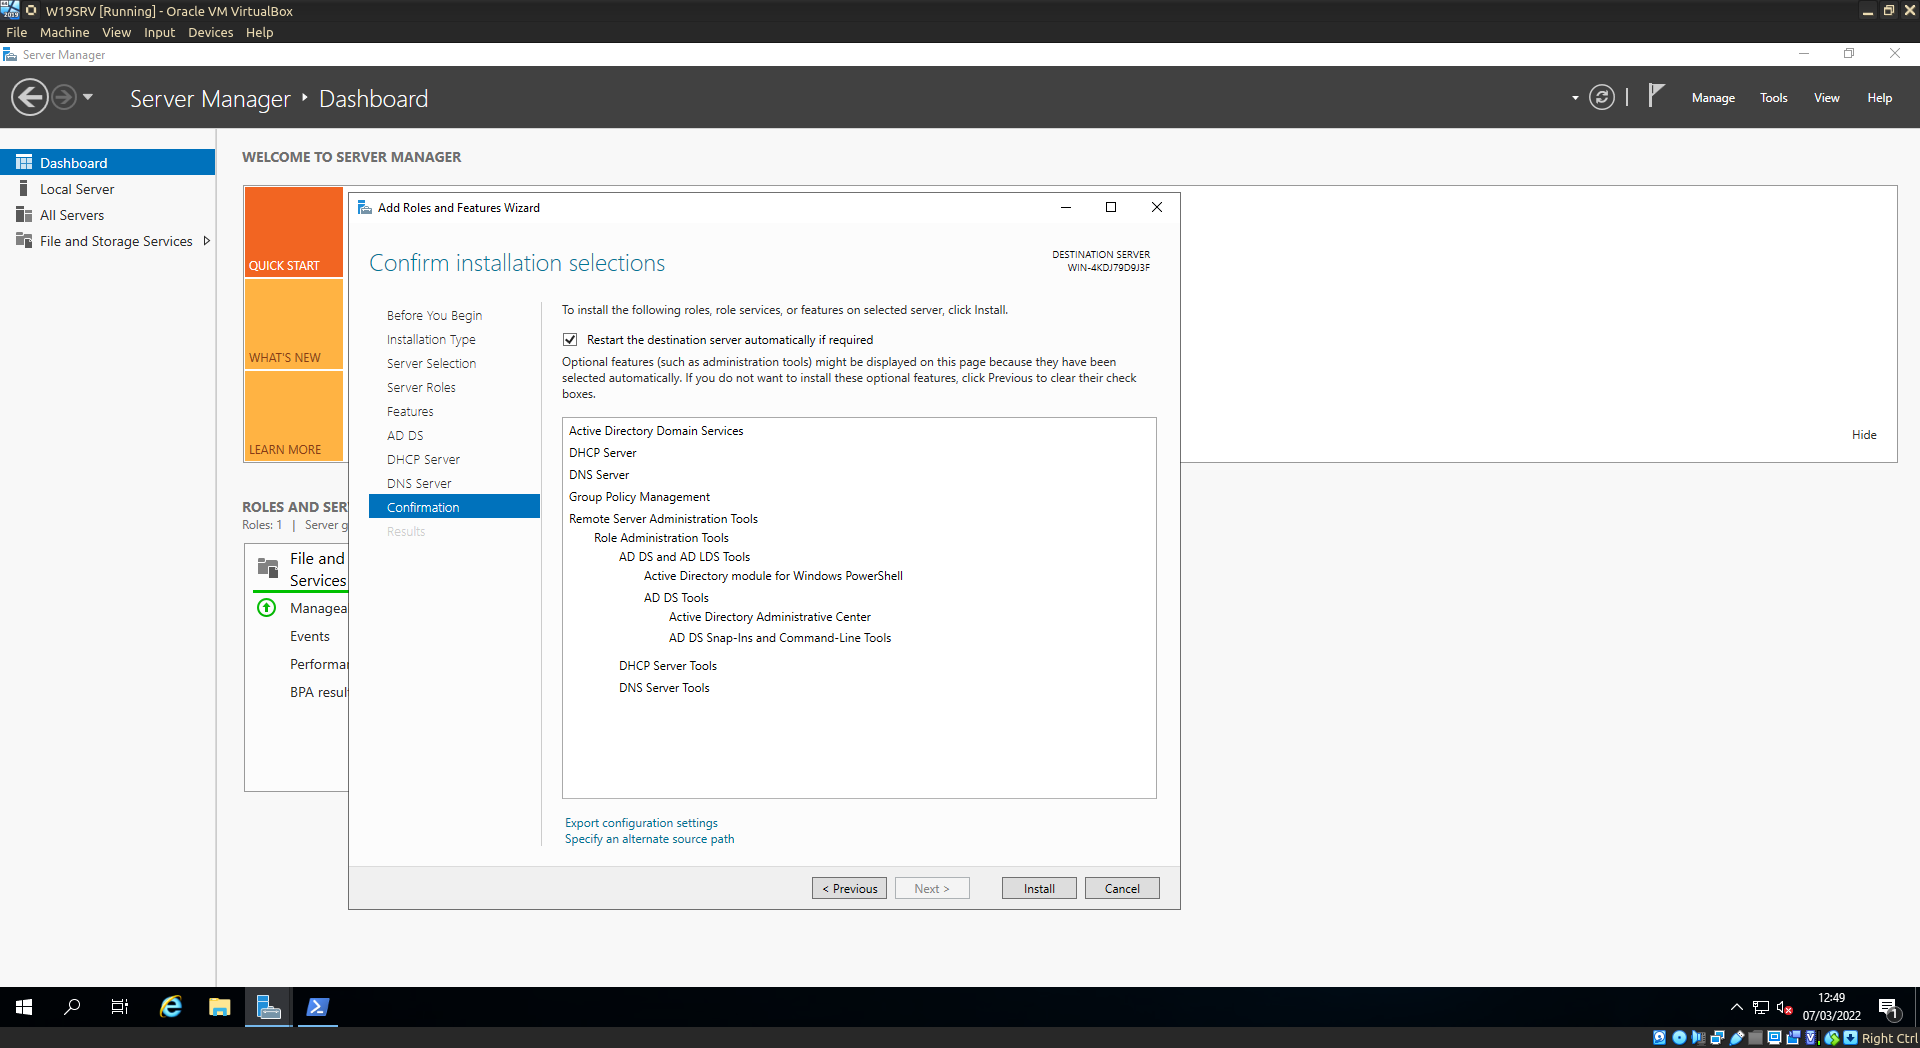 W19SRV [Running] - Oracle VM VirtualBox
File Machine View Input Devices Help
Server Manager
Server Manager Dashboard
Manage Tools View Help
Dashboard
Local Server
All Servers
File and Storage Services
WELCOME TO SERVER MANAGER
QUICK START
WHAT'S NEW
LEARN MORE
Hide
ROLES AND SER
Roles: 1 | Server g
File and
Services
Managea
Events
Performa
BPA resul
Add Roles and Features Wizard
Confirm installation selections
DESTINATION SERVER
WIN-4KDJ79D9J3F
Before You Begin
Installation Type
Server Selection
Server Roles
Features
AD DS
DHCP Server
DNS Server
Confirmation
Results
To install the following roles, role services, or features on selected server, click Install.
Restart the destination server automatically if required
Optional features (such as administration tools) might be displayed on this page because they have been
selected automatically. If you do not want to install these optional features, click Previous to clear their check
boxes.
Active Directory Domain Services
DHCP Server
DNS Server
Group Policy Management
Remote Server Administration Tools
Role Administration Tools
AD DS and AD LDS Tools
Active Directory module for Windows PowerShell
AD DS Tools
Active Directory Administrative Center
AD DS Snap-Ins and Command-Line Tools
DHCP Server Tools
DNS Server Tools
Export configuration settings
Specify an alternate source path
< Previous
Next >
Install
Cancel
12:49
07/03/2022
1
Right Ctrl